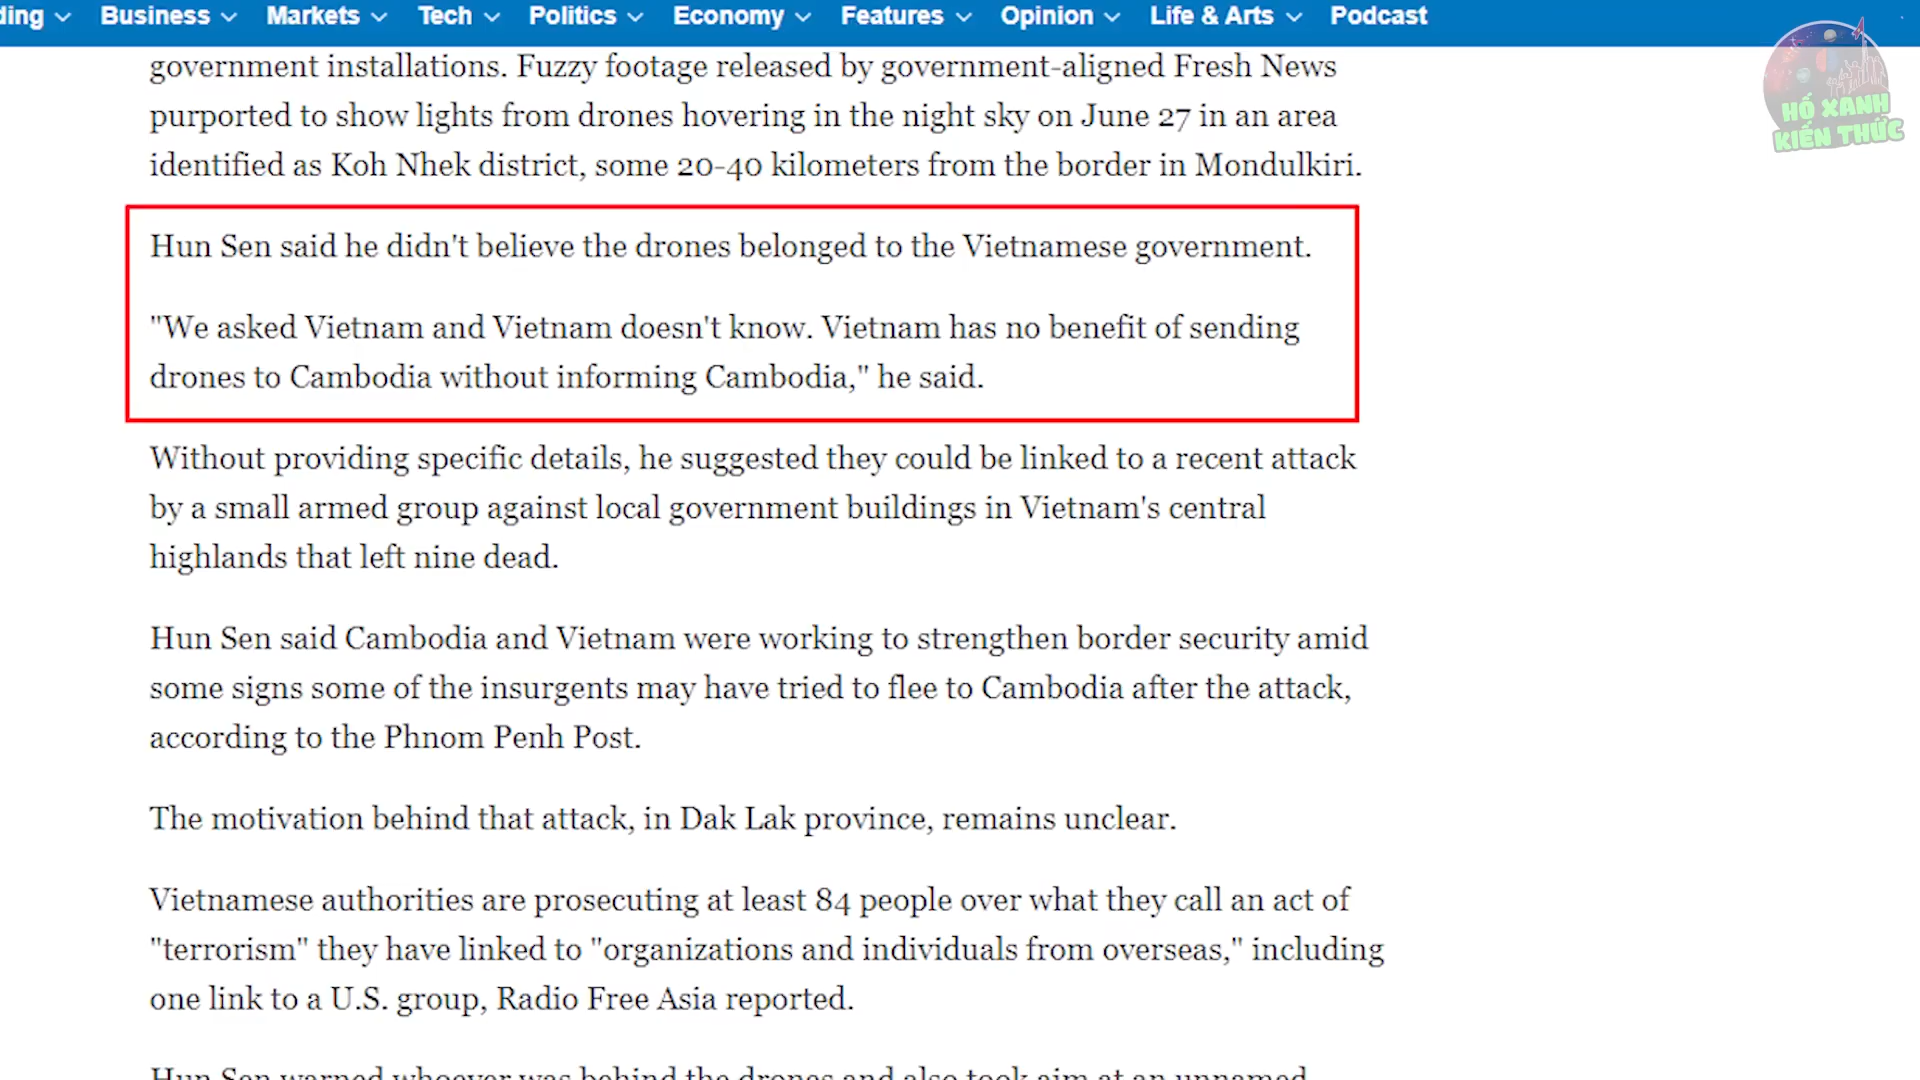 ding Business Markets Tech Politics Economy Features Opinion Life & Arts Podcast
HỐ XANH
KIẾN THỨC
government installations. Fuzzy footage released by government-aligned Fresh News
purported to show lights from drones hovering in the night sky on June 27 in an area
identified as Koh Nhek district, some 20-40 kilometers from the border in Mondulkiri.
Hun Sen said he didn't believe the drones belonged to the Vietnamese government.
"We asked Vietnam and Vietnam doesn't know. Vietnam has no benefit of sending
drones to Cambodia without informing Cambodia," he said.
Without providing specific details, he suggested they could be linked to a recent attack
by a small armed group against local government buildings in Vietnam's central
highlands that left nine dead.
Hun Sen said Cambodia and Vietnam were working to strengthen border security amid
some signs some of the insurgents may have tried to flee to Cambodia after the attack,
according to the Phnom Penh Post.
The motivation behind that attack, in Dak Lak province, remains unclear.
Vietnamese authorities are prosecuting at least 84 people over what they call an act of
"terrorism" they have linked to "organizations and individuals from overseas," including
one link to a U.S. group, Radio Free Asia reported.
Hun Sen warned whoever was behind the drones and also took aim at an unnamed